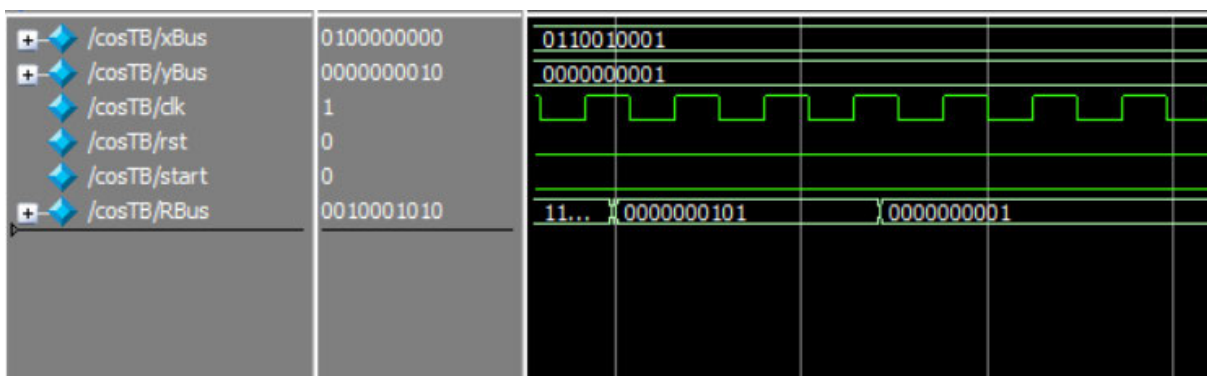 /cosTB/xBus 0100000000 0110010001
/cosTB/yBus 0000000010 0000000001
/cosTB/clk 1
/cosTB/rst 0
/cosTB/start 0
/cosTB/RBus 0010001010 11... 0000000101 0000000001